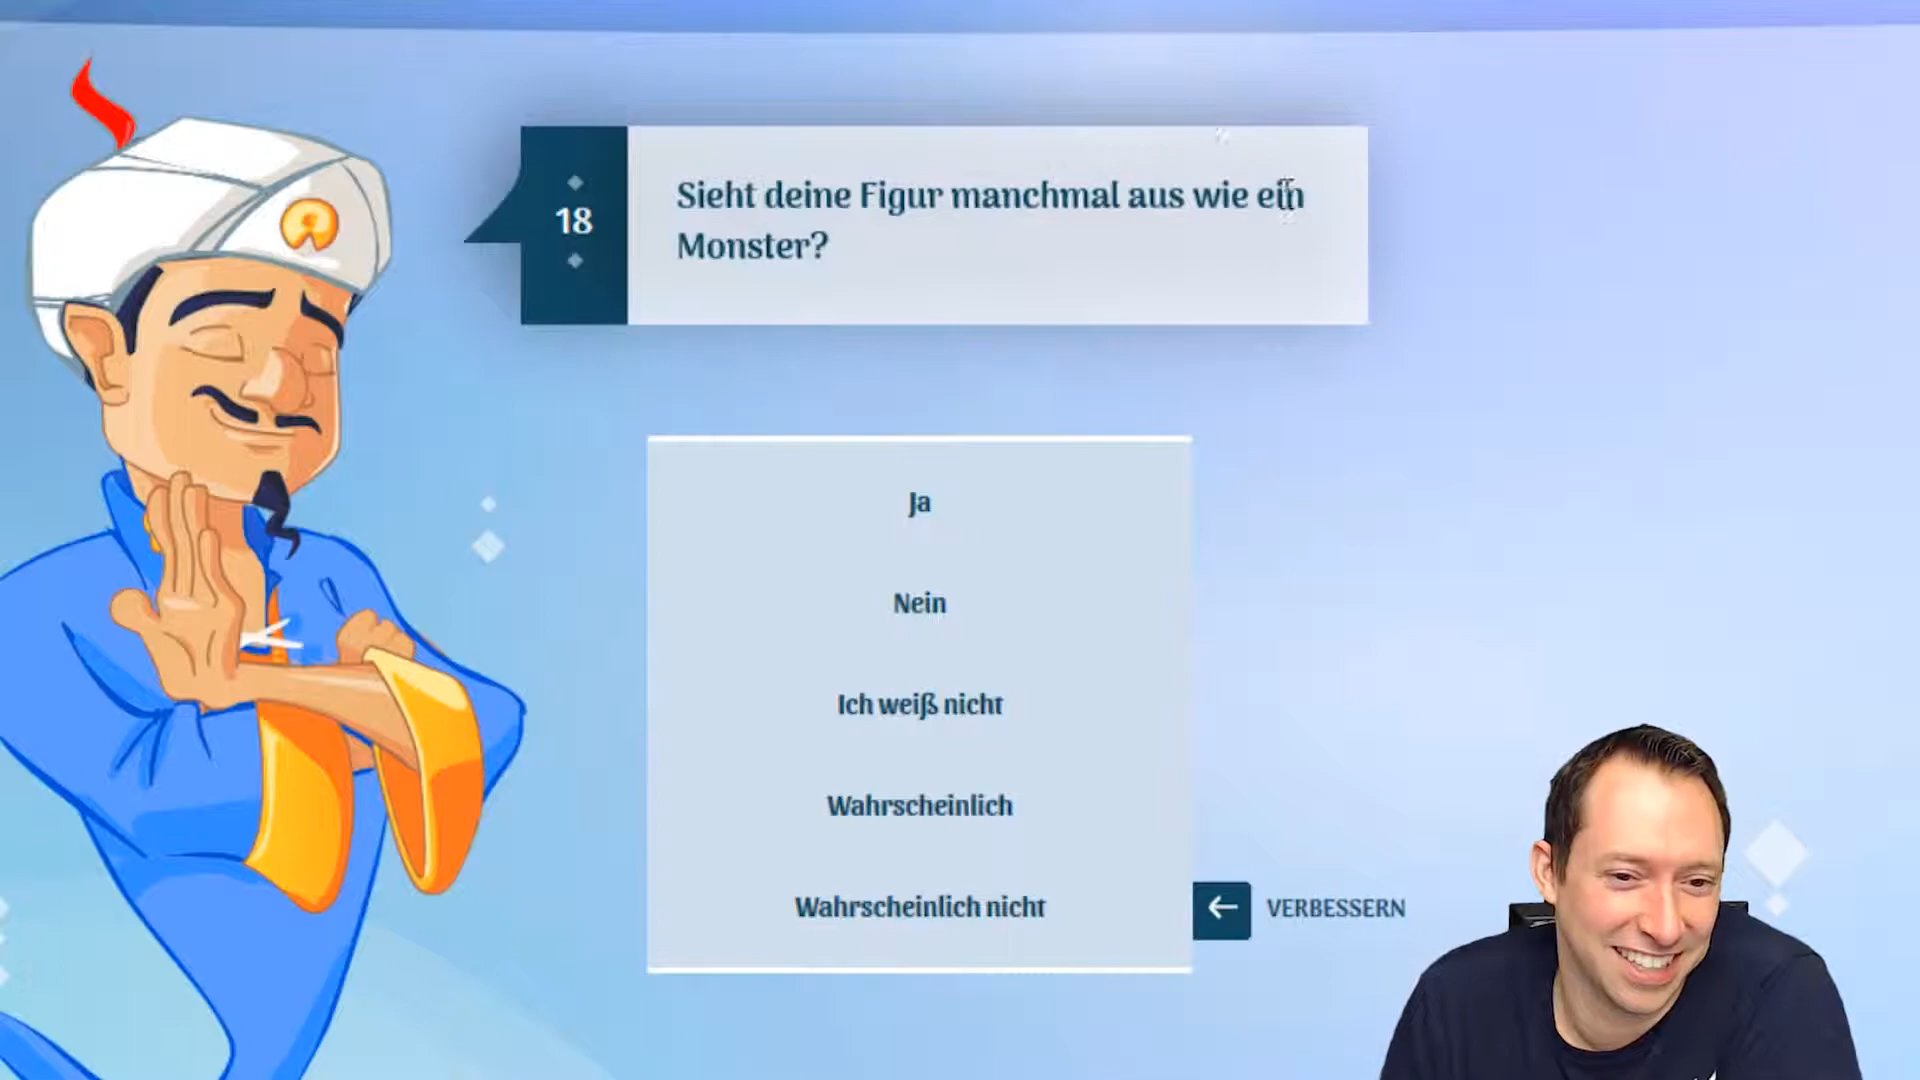 18
Sieht deine Figur manchmal aus wie ein
Monster?
Ja
Nein
Ich weiß nicht
Wahrscheinlich
Wahrscheinlich nicht
VERBESSERN